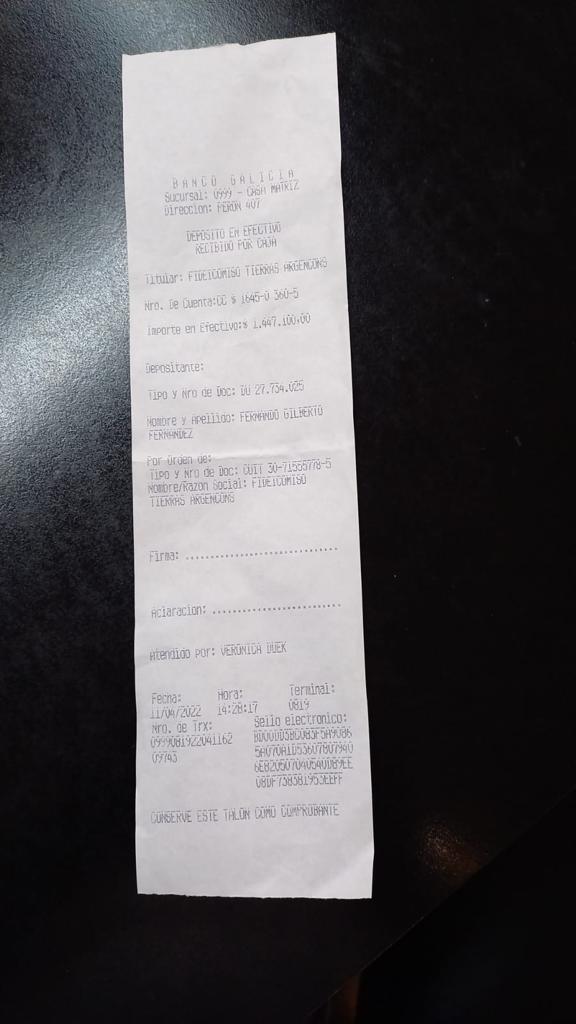 BANCO GALICIA
Sucursal: 0999 - CASA MATRIZ
Direccion: PERON 407
DEPOSITO EN EFECTIVO
RECIBIDO POR CAJA
Titular: FIDEICOMISO TIERRAS ARGENCONS
Nro. De Cuenta:CC $ 1645-0 360-5
Importe en Efectivo:$ 1.447.100,00
Depositante:
Tipo y Nro de Doc: DU 27.734.025
Nombre y Apellido: FERNANDO GILBERTO
FERNANDEZ
Por Orden de:
Tipo y Nro de Doc: CUIT 30-71559778-5
Nombre/Razon Social: FIDEICOMISO
TIERRAS ARGENCONS
Firma: ..............................
Aclaracion: .........................
Atendido por: VERONICA DUEK
Fecha: Hora: Terminal:
11/04/2022 14:28:17 0819
Nro. de Trx: Sello electronico:
0999081922041162
09743
CONSERVE ESTE TALON COMO COMPROBANTE